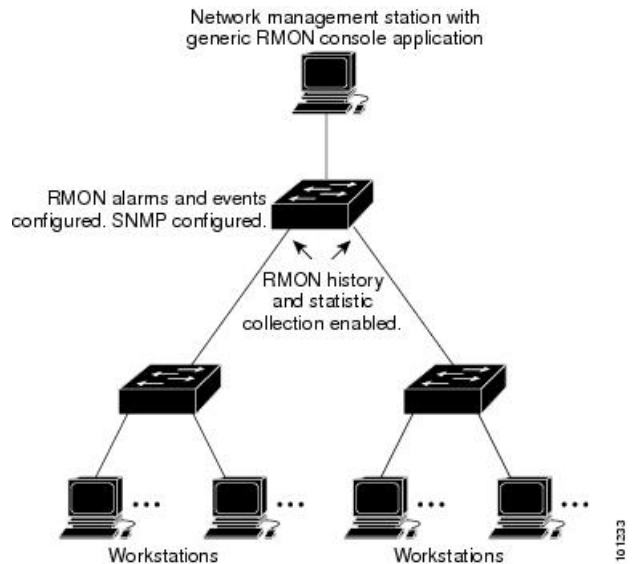 Network management station with
generic RMON console application
RMON alarms and events
configured. SNMP configured.
RMON history
and statistic
collection enabled.
Workstations
Workstations
101233